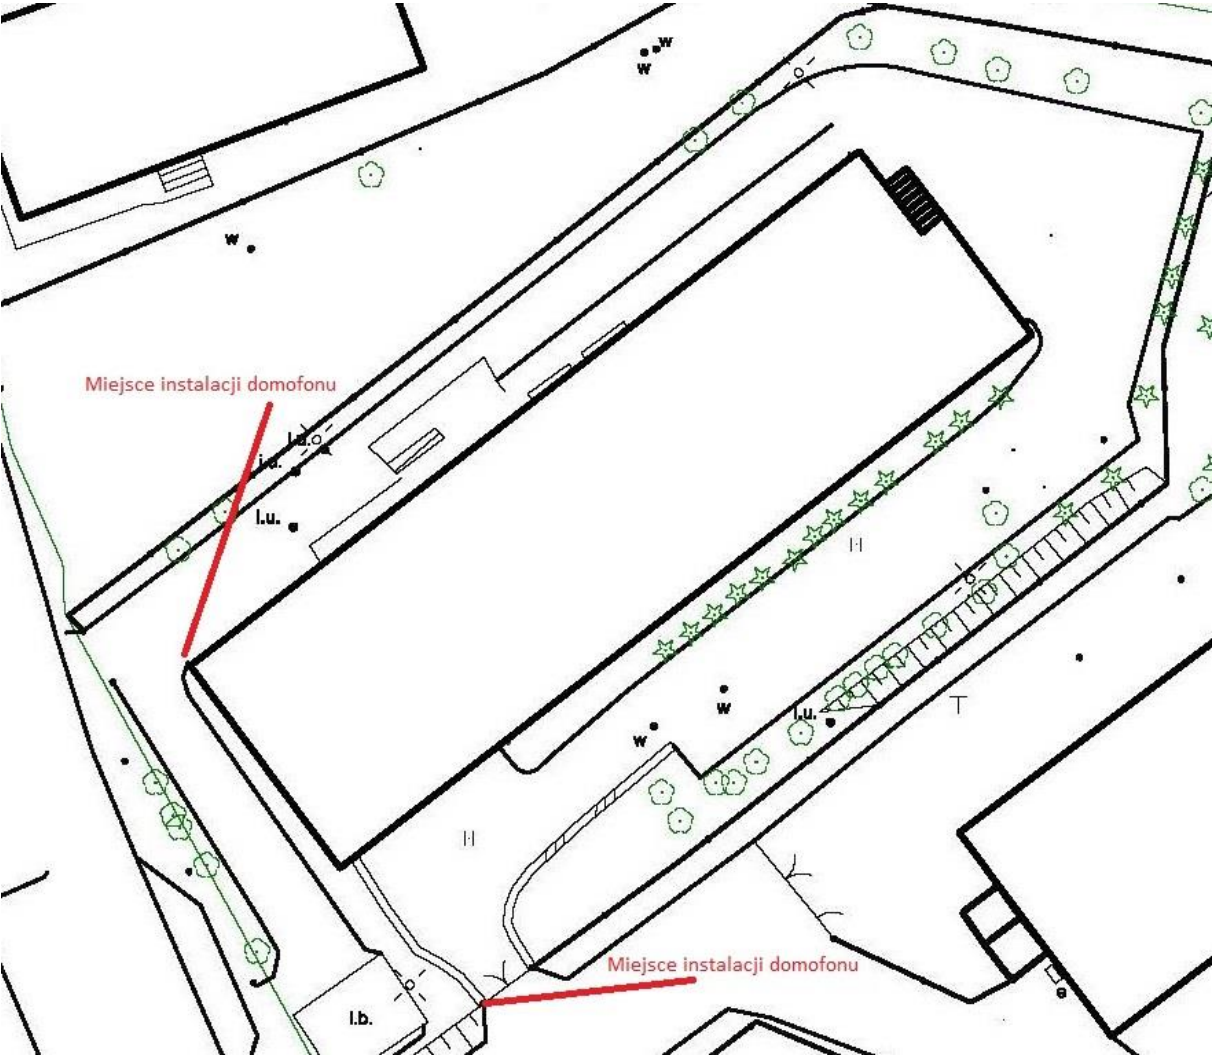 w
w
w
Miejsce instalacji domofonu
l.u.
i.u.
l.u.
w
l.u.
w
Miejsce instalacji domofonu
e
i.b.